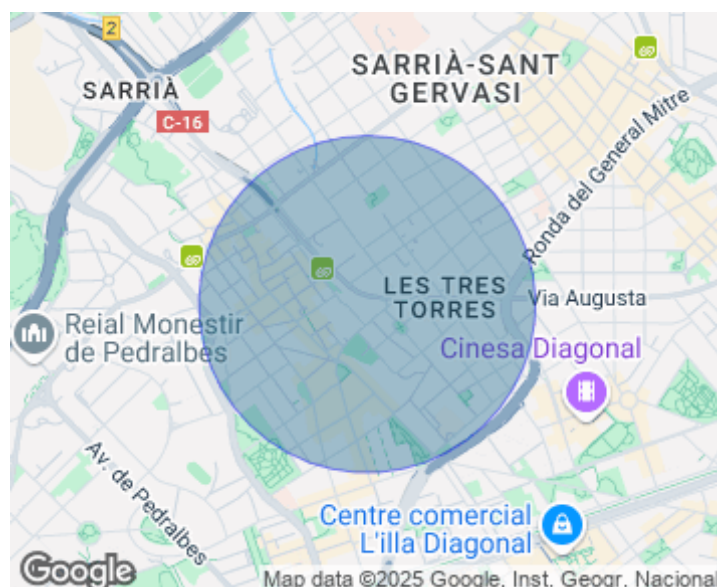 2
SARRIÀ
C-16
SARRIÀ-SANT
GERVASI
Ronda del General Mitre
LES TRES
TORRES
Via Augusta
Reial Monestir
de Pedralbes
Cinesa Diagonal
Av. de Pedralbes
Centre comercial
L'illa Diagonal
Google
Map data ©2025 Google, Inst. Geogr. Nacional